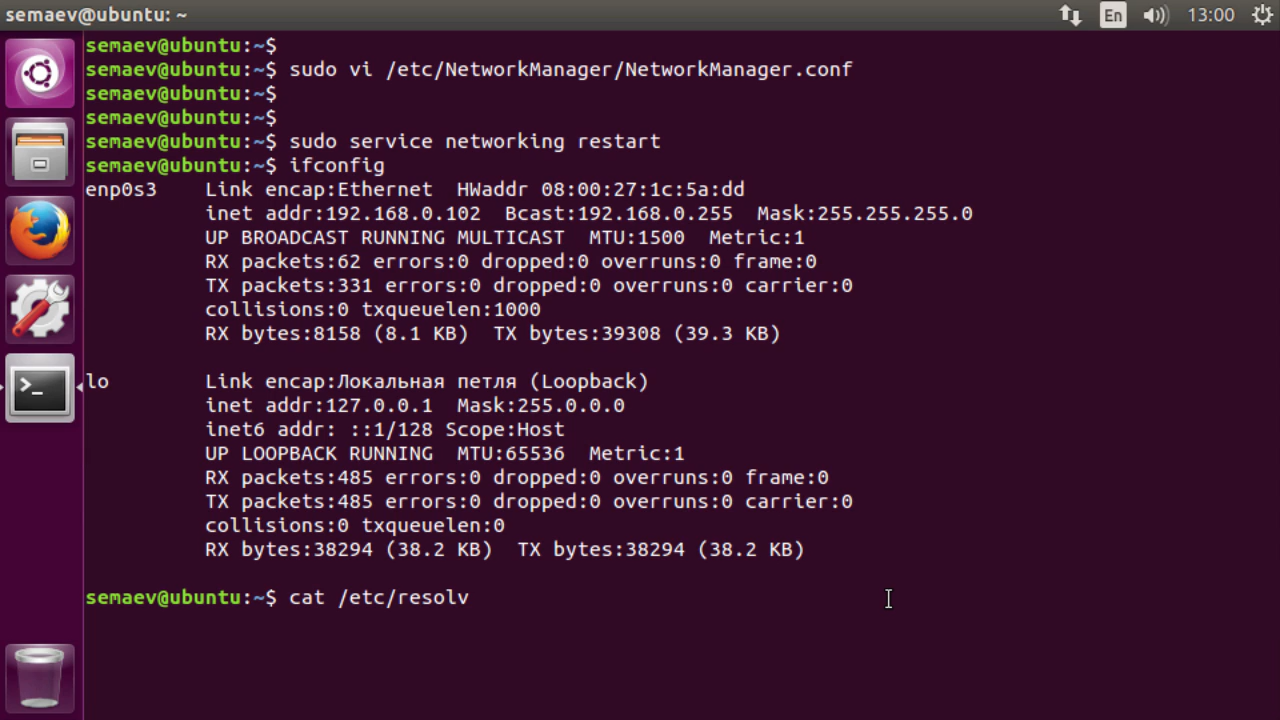 semaev@ubuntu: ~
En
13:00
semaev@ubuntu:~$
semaev@ubuntu:~$ sudo vi /etc/NetworkManager/NetworkManager.conf
semaev@ubuntu:~$
semaev@ubuntu:~$
semaev@ubuntu:~$ sudo service networking restart
semaev@ubuntu:~$ ifconfig
enp0s3    Link encap:Ethernet  HWaddr 08:00:27:1c:5a:dd
          inet addr:192.168.0.102  Bcast:192.168.0.255  Mask:255.255.255.0
          UP BROADCAST RUNNING MULTICAST  MTU:1500  Metric:1
          RX packets:62 errors:0 dropped:0 overruns:0 frame:0
          TX packets:331 errors:0 dropped:0 overruns:0 carrier:0
          collisions:0 txqueuelen:1000
          RX bytes:8158 (8.1 KB)  TX bytes:39308 (39.3 KB)
lo        Link encap:Локальная петля (Loopback)
          inet addr:127.0.0.1  Mask:255.0.0.0
          inet6 addr: ::1/128 Scope:Host
          UP LOOPBACK RUNNING  MTU:65536  Metric:1
          RX packets:485 errors:0 dropped:0 overruns:0 frame:0
          TX packets:485 errors:0 dropped:0 overruns:0 carrier:0
          collisions:0 txqueuelen:0
          RX bytes:38294 (38.2 KB)  TX bytes:38294 (38.2 KB)
semaev@ubuntu:~$ cat /etc/resolv